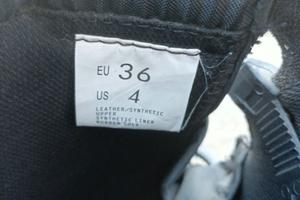 EU 36
US 4
LEATHER/SYNTHETIC
UPPER
SYNTHETIC LINER
RUBBER SOLE